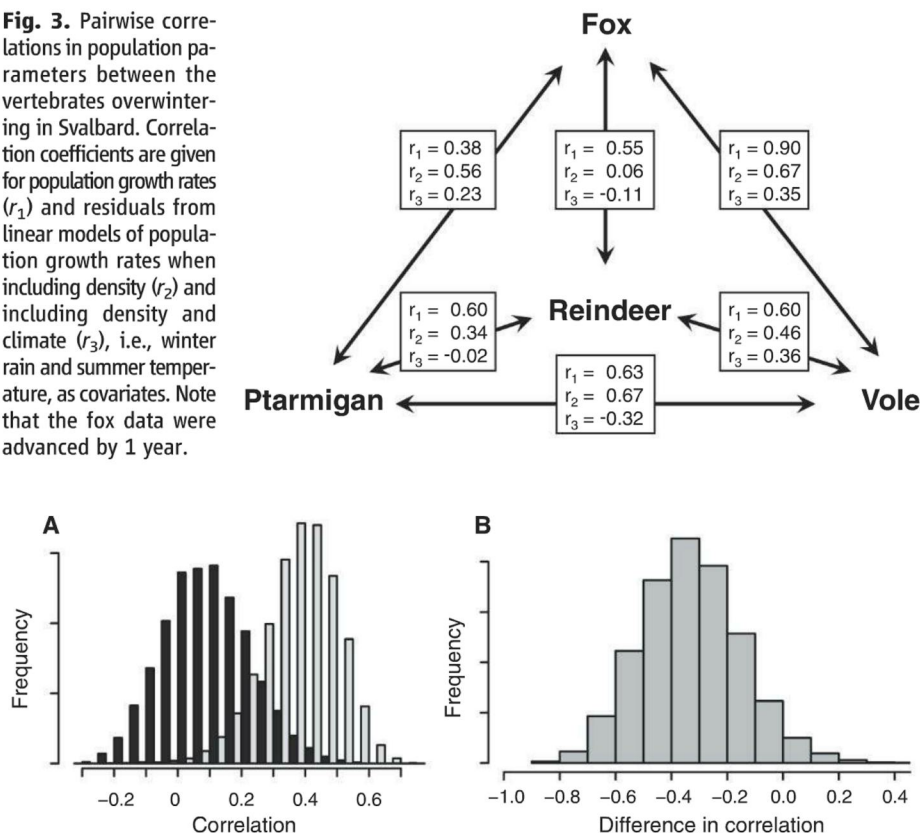 Fig. 3. Pairwise corre-
lations in population pa-
rameters between the
vertebrates overwinter-
ing in Svalbard. Correla-
tion coefficients are given
for population growth rates
(r₁) and residuals from
linear models of popula-
tion growth rates when
including density (r₂) and
including density and
climate (r₃), i.e., winter
rain and summer temper-
ature, as covariates. Note
that the fox data were
advanced by 1 year.
Fox
r₁ = 0.38
r₂ = 0.56
r₃ = 0.23
r₁ = 0.55
r₂ = 0.06
r₃ = -0.11
r₁ = 0.90
r₂ = 0.67
r₃ = 0.35
Reindeer
r₁ = 0.60
r₂ = 0.34
r₃ = -0.02
r₁ = 0.60
r₂ = 0.46
r₃ = 0.36
Ptarmigan
r₁ = 0.63
r₂ = 0.67
r₃ = -0.32
Vole
A
Frequency
−0.2 0 0.2 0.4 0.6
Correlation
B
Frequency
−1.0 −0.8 −0.6 −0.4 −0.2 0.0 0.2 0.4
Difference in correlation